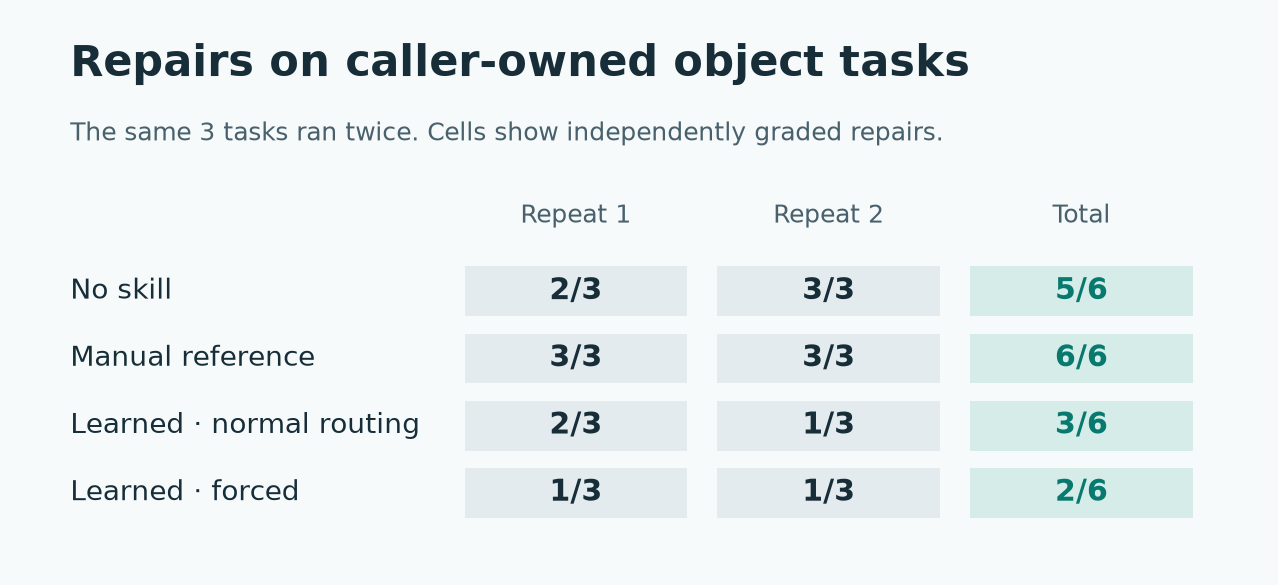 Repairs on caller-owned object tasks
The same 3 tasks ran twice. Cells show independently graded repairs.
Repeat 1 Repeat 2 Total
No skill 2/3 3/3 5/6
Manual reference 3/3 3/3 6/6
Learned · normal routing 2/3 1/3 3/6
Learned · forced 1/3 1/3 2/6